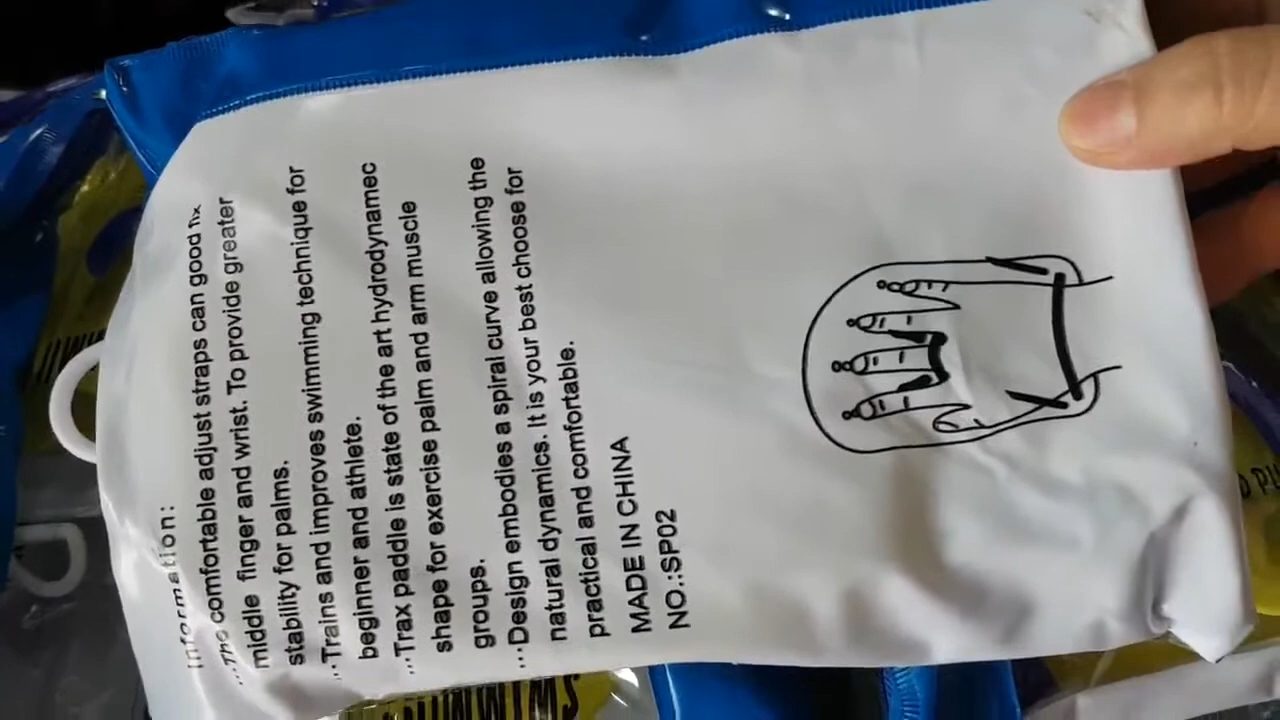 Information:
...The comfortable adjust straps can good fix
middle finger and wrist. To provide greater
stability for palms.
...Trains and improves swimming technique for
beginner and athlete.
...Trax paddle is state of the art hydrodynamec
shape for exercise palm and arm muscle
groups.
...Design embodies a spiral curve allowing the
natural dynamics. It is your best choose for
practical and comfortable.
MADE IN CHINA
NO.:SP02